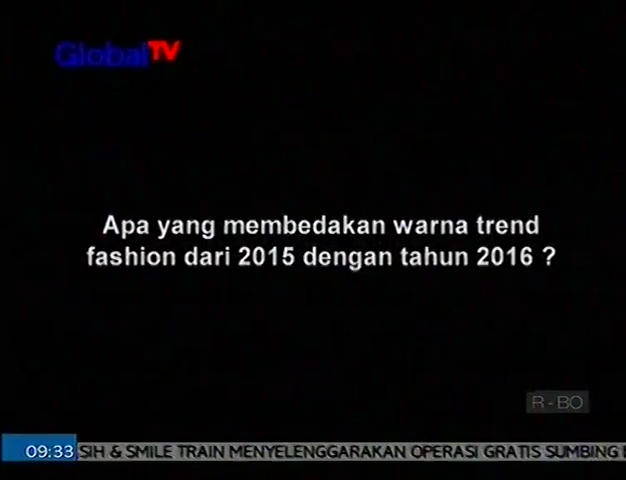 GlobalTV
Apa yang membedakan warna trend
fashion dari 2015 dengan tahun 2016 ?
R-BO
09:33 SIH & SMILE TRAIN MENYELENGGARAKAN OPERASI GRATIS SUMBING